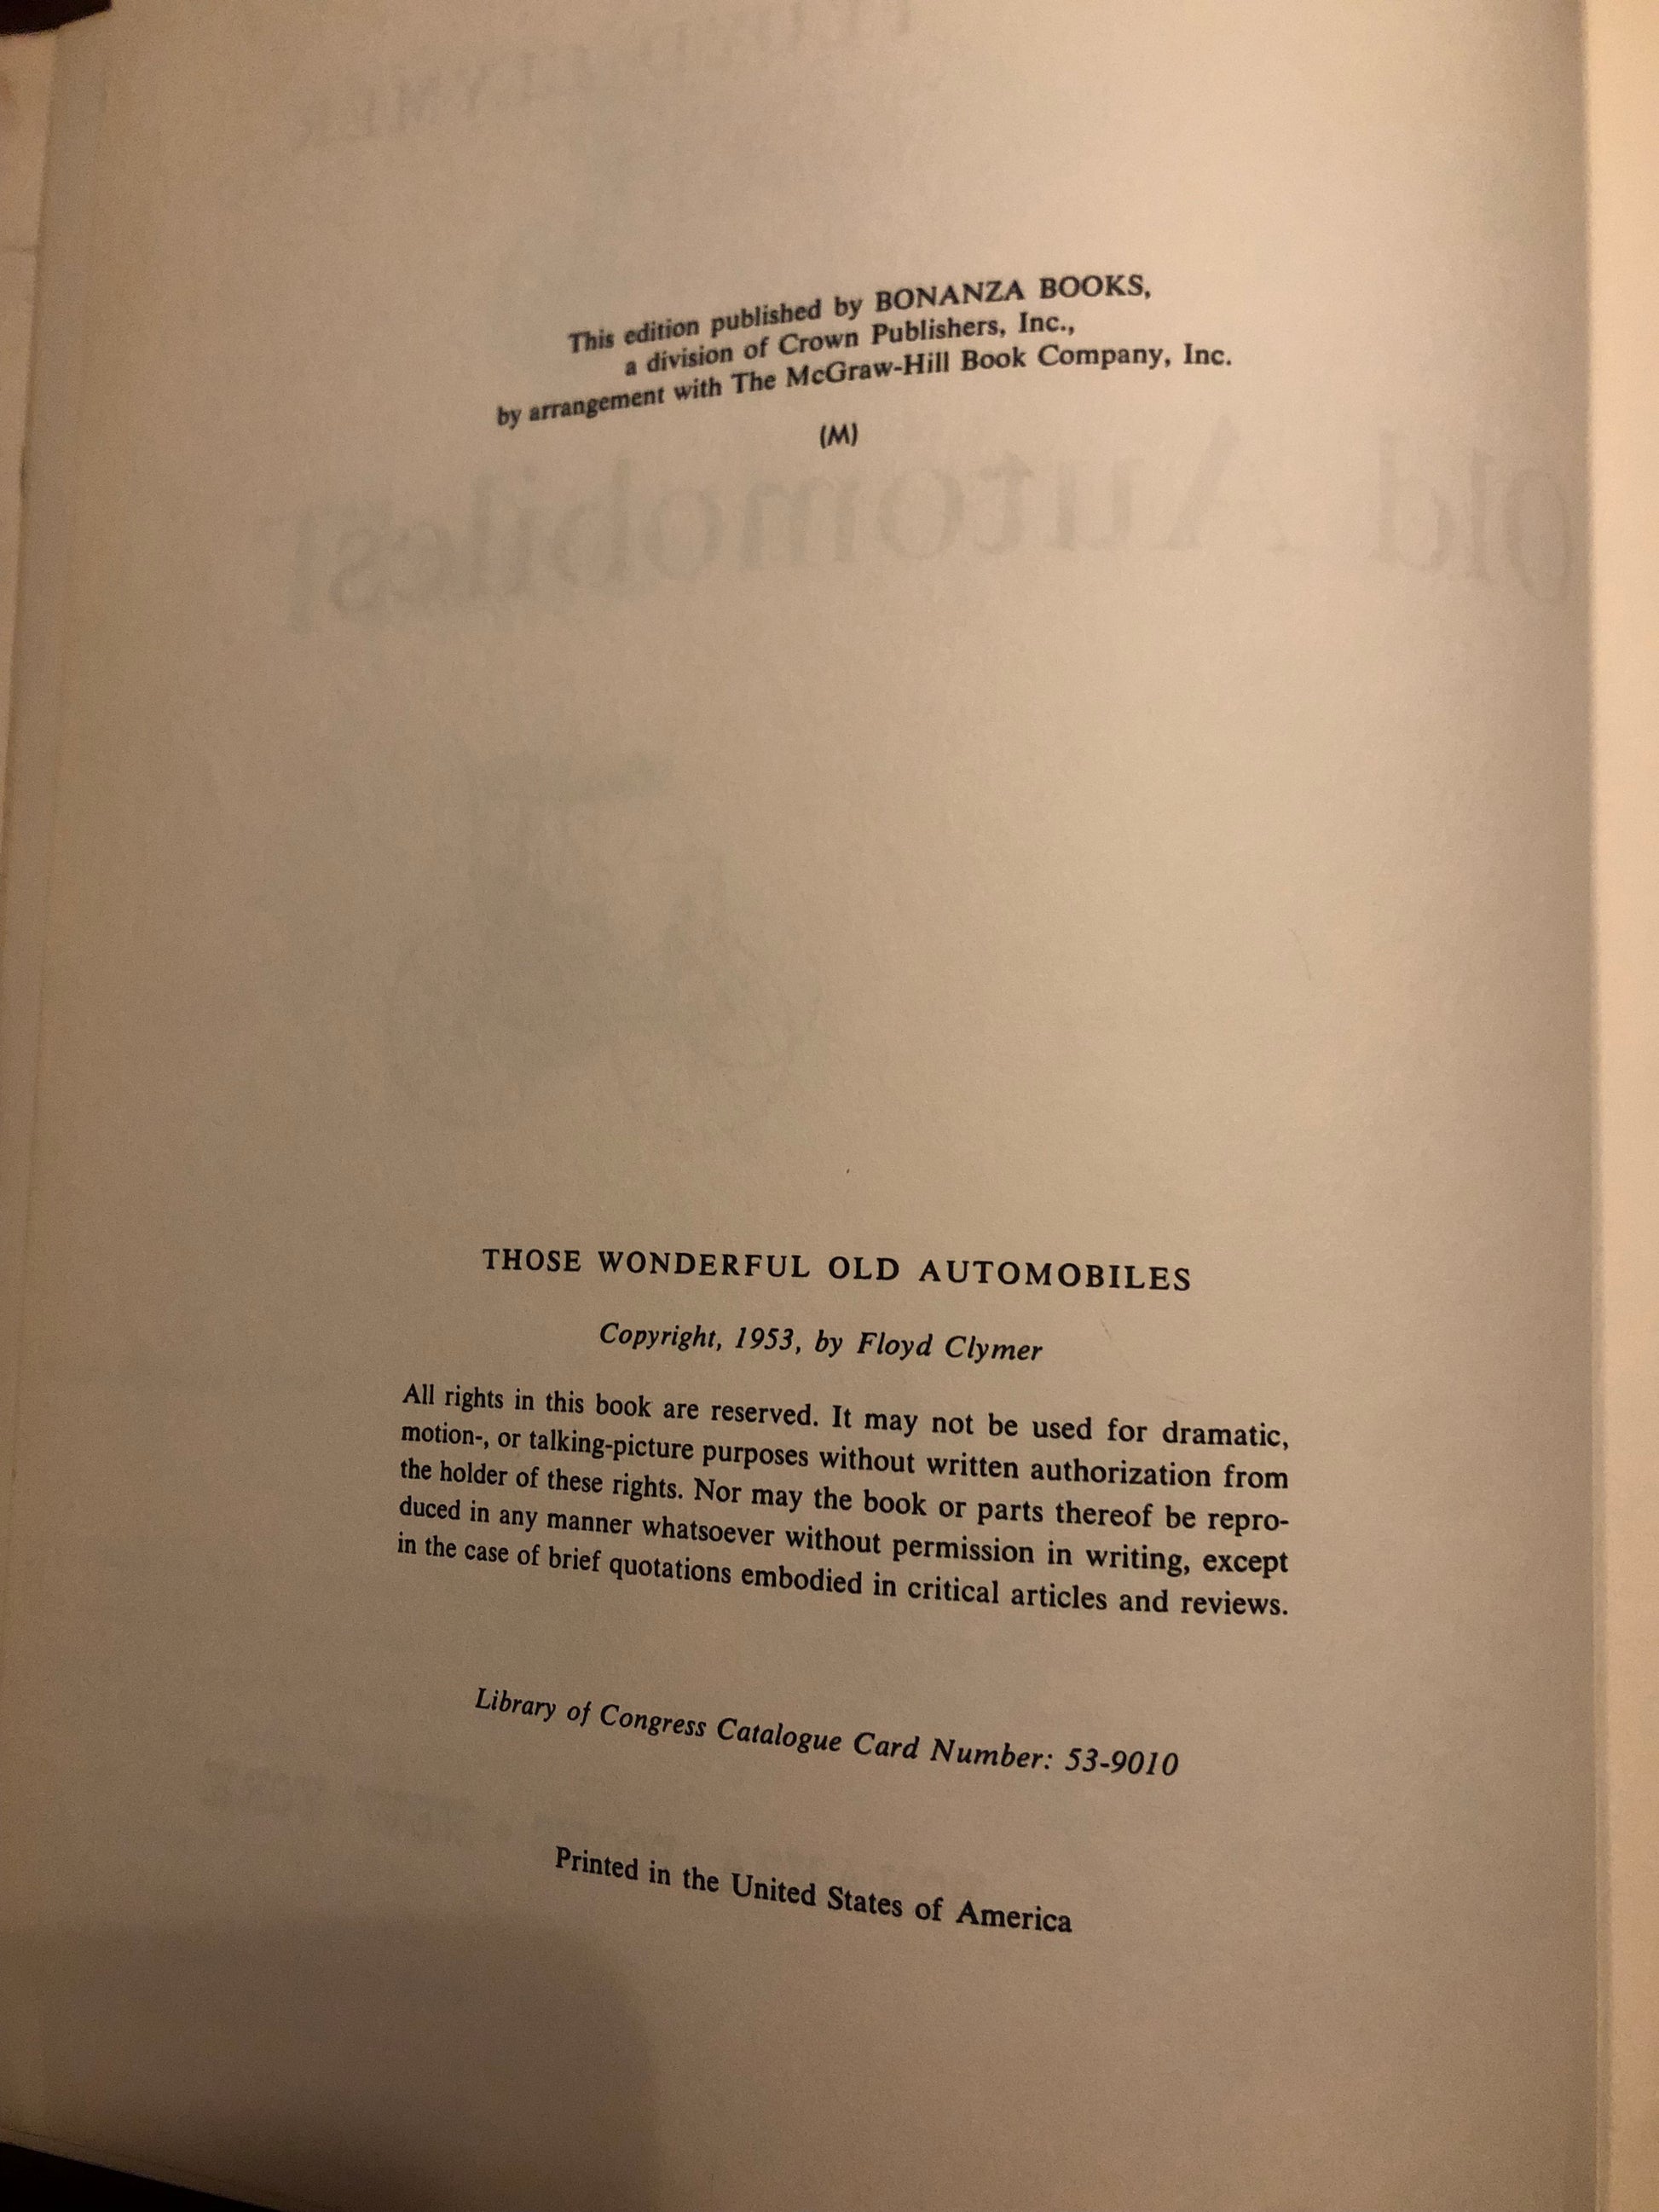 This edition published by BONANZA BOOKS,
a division of Crown Publishers, Inc.,
by arrangement with The McGraw-Hill Book Company, Inc.
(M)
Old Automobiles!
THOSE WONDERFUL OLD AUTOMOBILES
Copyright, 1953, by Floyd Clymer
All rights in this book are reserved. It may not be used for dramatic,
motion-, or talking-picture purposes without written authorization from
the holder of these rights. Nor may the book or parts thereof be repro-
duced in any manner whatsoever without permission in writing, except
in the case of brief quotations embodied in critical articles and reviews.
Library of Congress Catalogue Card Number: 53-9010
Printed in the United States of America